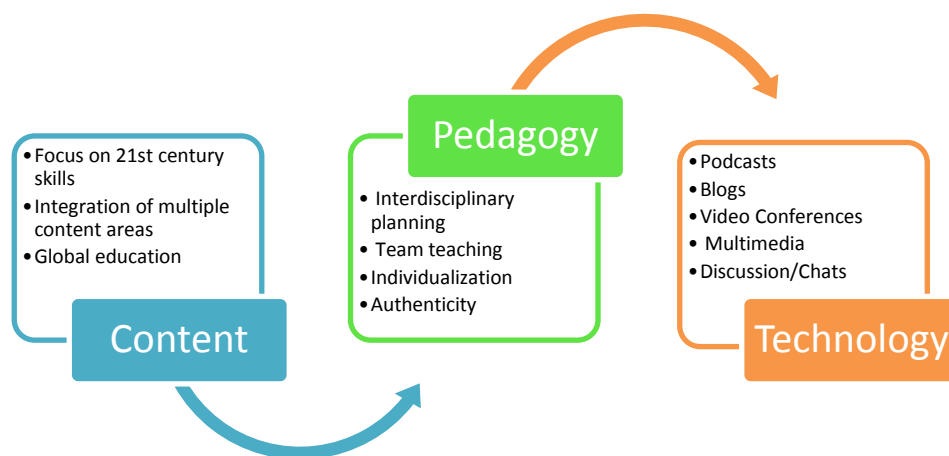 • Focus on 21st century
skills
• Integration of multiple
content areas
• Global education
Content
Pedagogy
• Interdisciplinary
planning
• Team teaching
• Individualization
• Authenticity
• Podcasts
• Blogs
• Video Conferences
• Multimedia
• Discussion/Chats
Technology